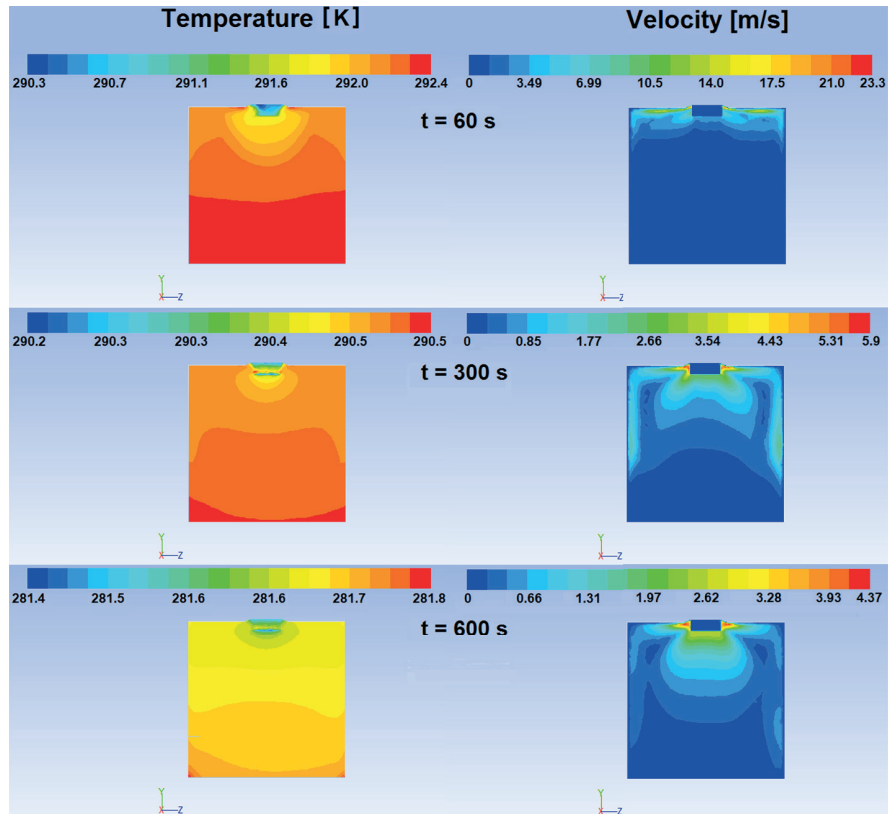 Temperature [K]
Velocity [m/s]
290.3 290.7 291.1 291.6 292.0 292.4
0 3.49 6.99 10.5 14.0 17.5 21.0 23.3
t = 60 s
Y
X Z
Y
X Z
290.2 290.3 290.3 290.4 290.5 290.5
0 0.85 1.77 2.66 3.54 4.43 5.31 5.9
t = 300 s
Y
X Z
Y
X Z
281.4 281.5 281.6 281.6 281.7 281.8
0 0.66 1.31 1.97 2.62 3.28 3.93 4.37
t = 600 s
Y
X Z
Y
X Z